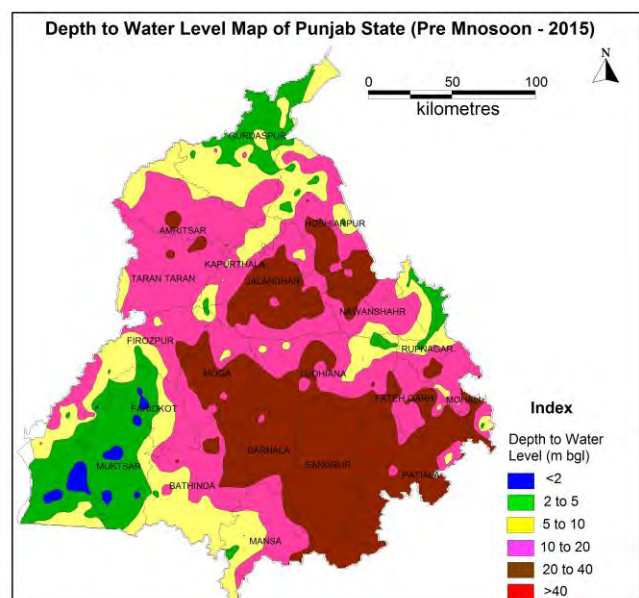 Depth to Water Level Map of Punjab State (Pre Mnosoon - 2015)
N
0 50 100
kilometres
GURDASPUR
HOSHIARPUR
AMRITSAR
KAPURTHALA
TARAN TARAN
JALANDHAR
NAWANSHAHR
FIROZPUR
RUPNAGAR
MOGA
LUDHIANA
FATEH GARH
MOHALI
FARIDKOT
MUKTSAR
BARNALA
SANGRUR
PATIALA
BATHINDA
MANSA
Index
Depth to Water
Level (m bgl)
<2
2 to 5
5 to 10
10 to 20
20 to 40
>40